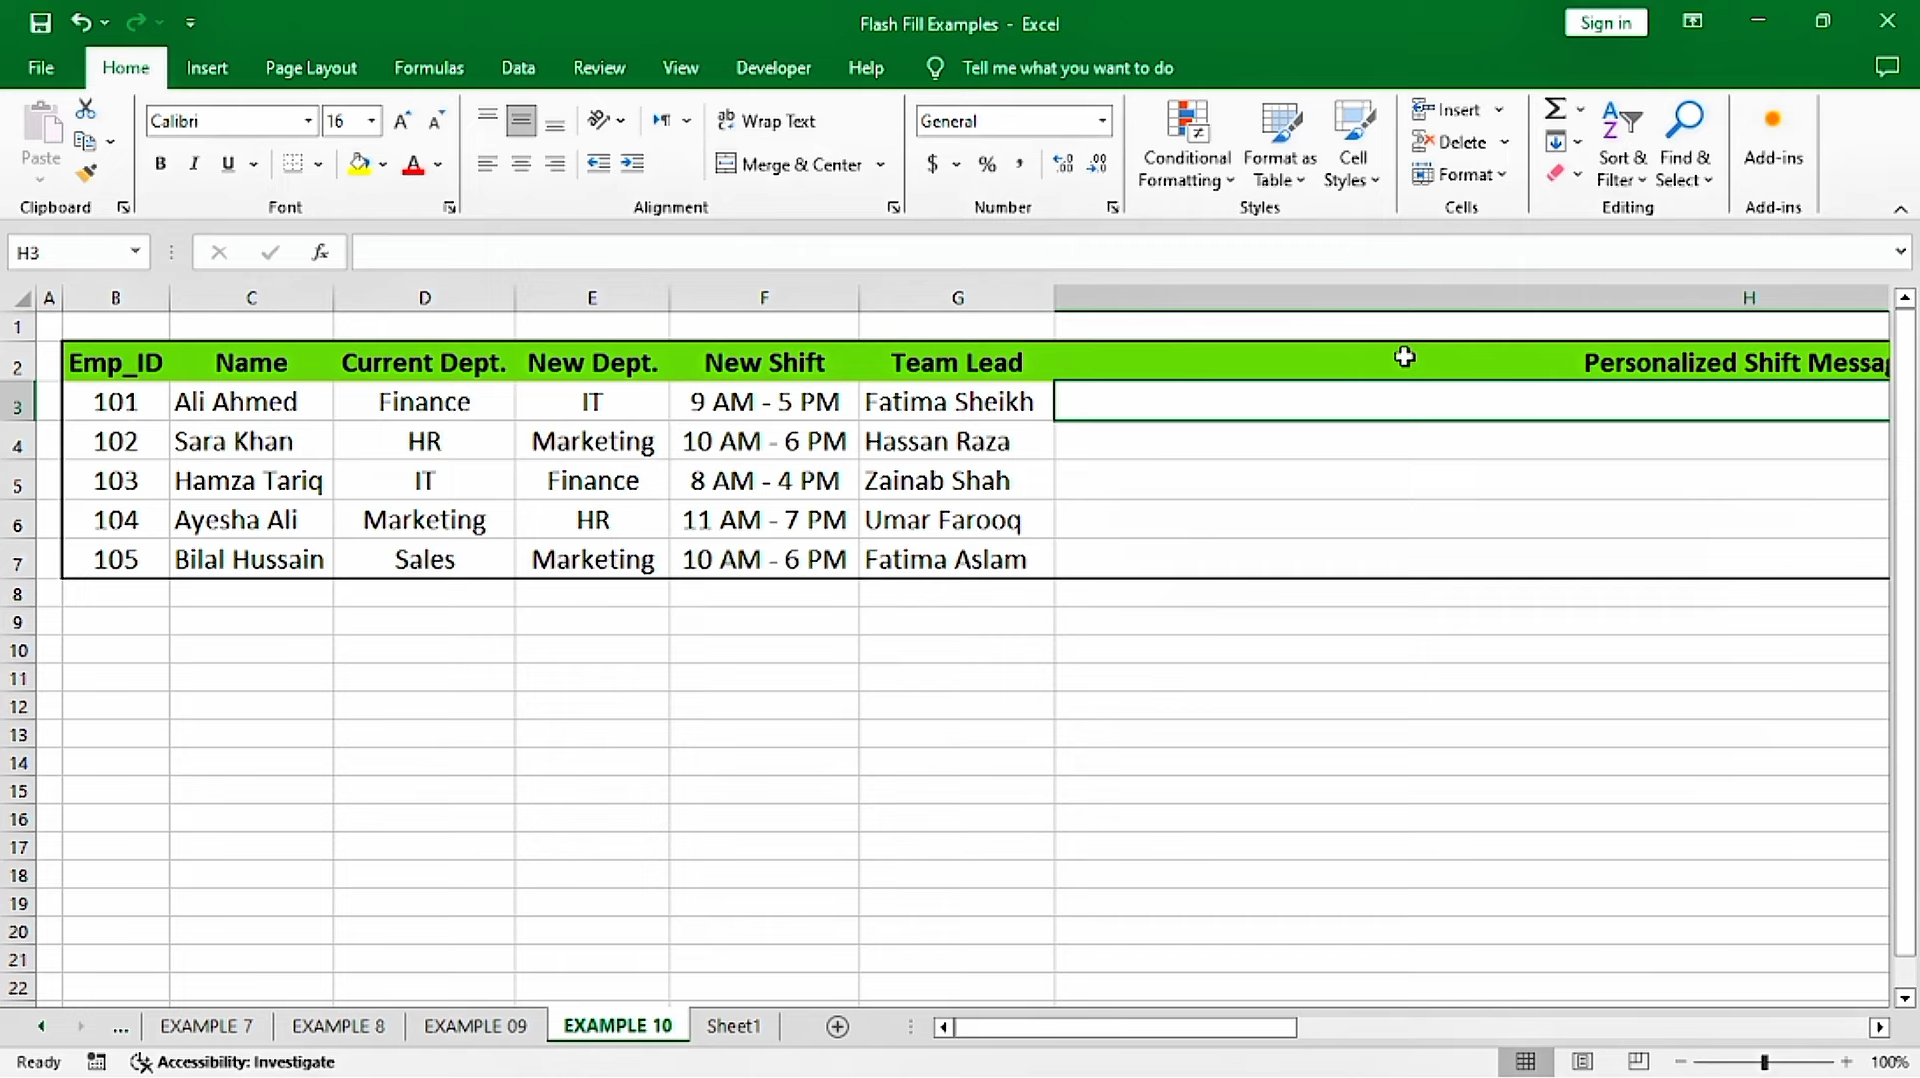 Flash Fill Examples - Excel
Sign in
File Home Insert Page Layout Formulas Data Review View Developer Help Tell me what you want to do
Calibri 16 Wrap Text General Insert
Paste B I U Merge & Center $ % Conditional Formatting Format as Table Cell Styles Delete Format Sort & Filter Find & Select Add-ins
Clipboard Font Alignment Number Styles Cells Editing Add-ins
H3 fx
A B C D E F G H
1
2 Emp_ID Name Current Dept. New Dept. New Shift Team Lead Personalized Shift Messag
3 101 Ali Ahmed Finance IT 9 AM - 5 PM Fatima Sheikh
4 102 Sara Khan HR Marketing 10 AM - 6 PM Hassan Raza
5 103 Hamza Tariq IT Finance 8 AM - 4 PM Zainab Shah
6 104 Ayesha Ali Marketing HR 11 AM - 7 PM Umar Farooq
7 105 Bilal Hussain Sales Marketing 10 AM - 6 PM Fatima Aslam
8
9
10
11
12
13
14
15
16
17
18
19
20
21
22
... EXAMPLE 7 EXAMPLE 8 EXAMPLE 09 EXAMPLE 10 Sheet1
Ready Accessibility: Investigate 100%